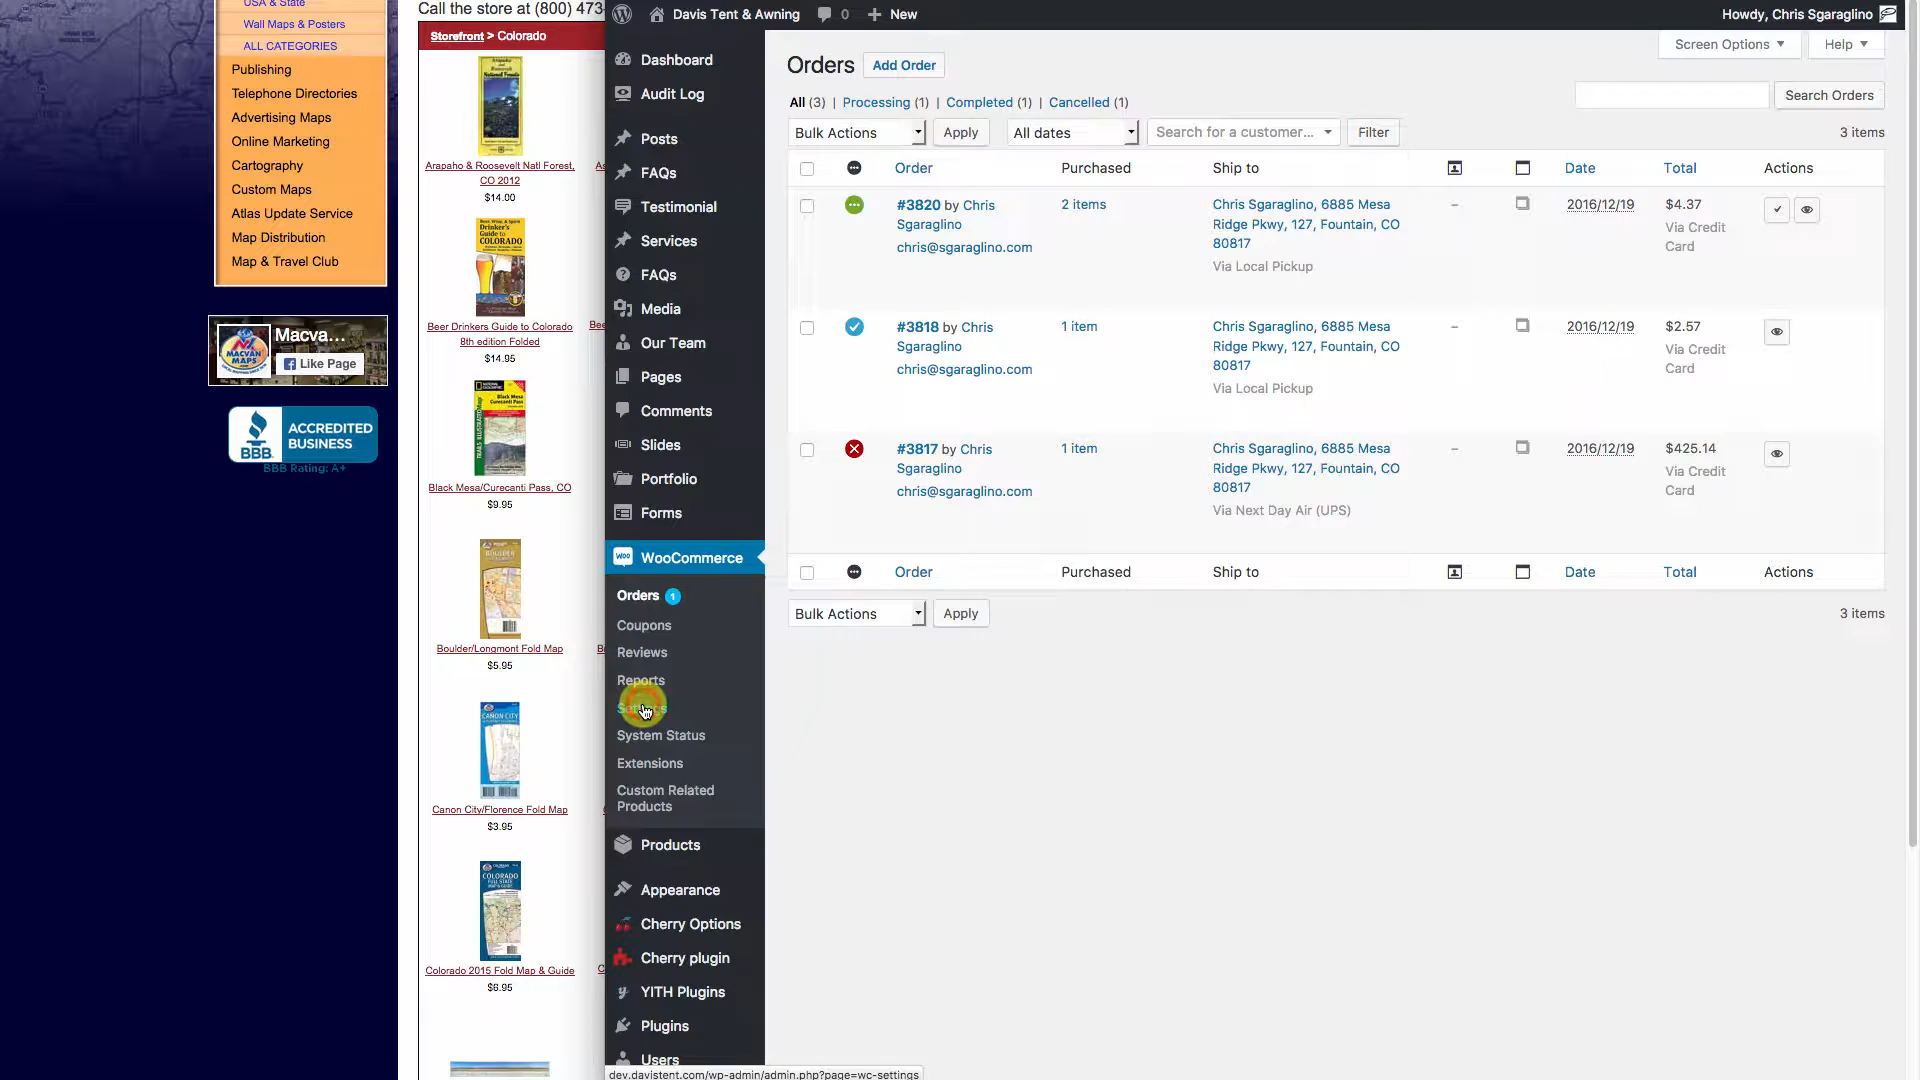 USA & State
Wall Maps & Posters
ALL CATEGORIES
Publishing
Telephone Directories
Advertising Maps
Online Marketing
Cartography
Custom Maps
Atlas Update Service
Map Distribution
Map & Travel Club
Macva...
Like Page
MACVAN
MAPS
BBB
ACCREDITED
BUSINESS
BBB Rating: A+
Call the store at (800) 473-
Storefront > Colorado
Arapaho & Roosevelt Natl Forest,
CO 2012
$14.00
Beer Drinkers Guide to Colorado
8th edition Folded
$14.95
Black Mesa/Curecanti Pass, CO
$9.95
Boulder/Longmont Fold Map
$5.95
Canon City/Florence Fold Map
$3.95
Colorado 2015 Fold Map & Guide
$6.95
Davis Tent & Awning
0
New
Howdy, Chris Sgaraglino
Dashboard
Audit Log
Posts
FAQs
Testimonial
Services
FAQs
Media
Our Team
Pages
Comments
Slides
Portfolio
Forms
WooCommerce
Orders 1
Coupons
Reviews
Reports
Settings
System Status
Extensions
Custom Related
Products
Products
Appearance
Cherry Options
Cherry plugin
YITH Plugins
Plugins
Users
Screen Options
Help
Orders
Add Order
All (3) | Processing (1) | Completed (1) | Cancelled (1)
Search Orders
Bulk Actions
Apply
All dates
Search for a customer...
Filter
3 items
Order
Purchased
Ship to
Date
Total
Actions
#3820 by Chris
Sgaraglino
chris@sgaraglino.com
2 items
Chris Sgaraglino, 6885 Mesa
Ridge Pkwy, 127, Fountain, CO
80817
Via Local Pickup
–
2016/12/19
$4.37
Via Credit
Card
#3818 by Chris
Sgaraglino
chris@sgaraglino.com
1 item
Chris Sgaraglino, 6885 Mesa
Ridge Pkwy, 127, Fountain, CO
80817
Via Local Pickup
–
2016/12/19
$2.57
Via Credit
Card
#3817 by Chris
Sgaraglino
chris@sgaraglino.com
1 item
Chris Sgaraglino, 6885 Mesa
Ridge Pkwy, 127, Fountain, CO
80817
Via Next Day Air (UPS)
–
2016/12/19
$425.14
Via Credit
Card
Order
Purchased
Ship to
Date
Total
Actions
Bulk Actions
Apply
3 items
dev.davistent.com/wp-admin/admin.php?page=wc-settings